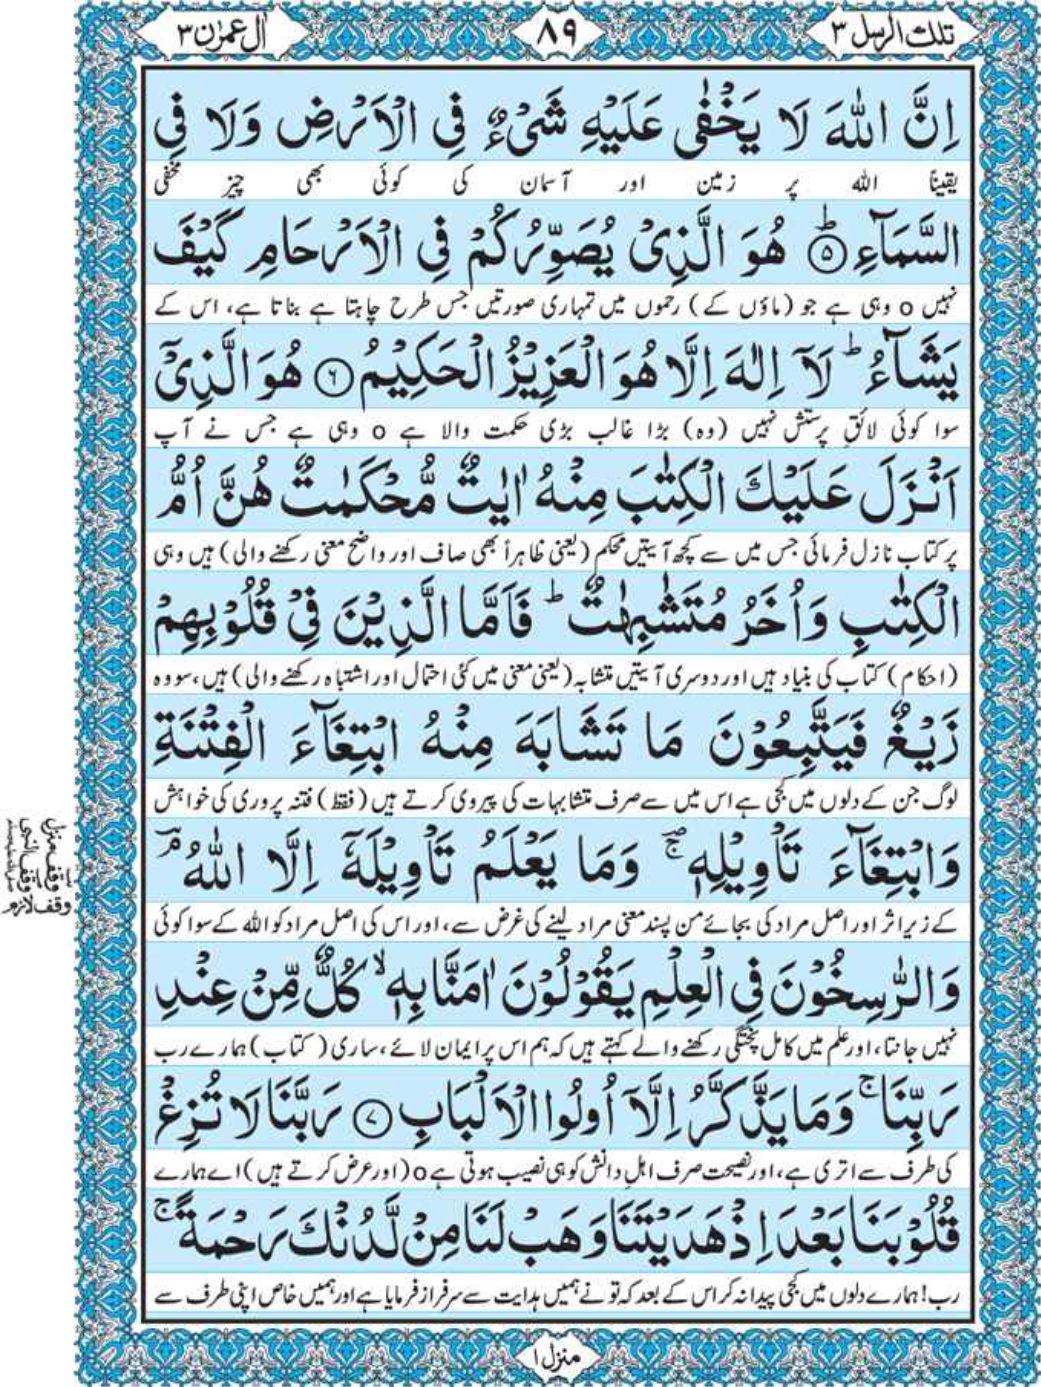 تلك الرسل ٣
٨٩
اٰل عمرٰن ٣
اِنَّ اللّٰهَ لَا یَخْفٰی عَلَیْهِ شَیْءٌ فِی الْاَرْضِ وَلَا فِی
یقیناً اللہ پر زمین اور آسمان کی کوئی بھی چیز مخفی
السَّمَآءِ ؕ﴿۵﴾ هُوَ الَّذِیْ یُصَوِّرُكُمْ فِی الْاَرْحَامِ كَیْفَ
نہیں o وہی ہے جو (ماؤں کے) رحموں میں تمہاری صورتیں جس طرح چاہتا ہے بناتا ہے، اس کے
یَشَآءُ ؕ لَاۤ اِلٰهَ اِلَّا هُوَ الْعَزِیْزُ الْحَكِیْمُ ﴿۶﴾ هُوَ الَّذِیْۤ
سوا کوئی لائقِ پرستش نہیں (وہ) بڑا غالب بڑی حکمت والا ہے o وہی ہے جس نے آپ
اَنْزَلَ عَلَیْكَ الْكِتٰبَ مِنْهُ اٰیٰتٌ مُّحْكَمٰتٌ هُنَّ اُمُّ
پر کتاب نازل فرمائی جس میں سے کچھ آیتیں محکم (یعنی ظاہراً بھی صاف اور واضح معنی رکھنے والی) ہیں وہی
الْكِتٰبِ وَاُخَرُ مُتَشٰبِهٰتٌ ؕ فَاَمَّا الَّذِیْنَ فِیْ قُلُوْبِهِمْ
(احکام) کتاب کی بنیاد ہیں اور دوسری آیتیں متشابہ (یعنی معنی میں کئی احتمال اور اشتباہ رکھنے والی) ہیں، سو وہ
زَیْغٌ فَیَتَّبِعُوْنَ مَا تَشَابَهَ مِنْهُ ابْتِغَآءَ الْفِتْنَةِ
لوگ جن کے دلوں میں کجی ہے اس میں سے صرف متشابہات کی پیروی کرتے ہیں (فقط) فتنہ پروری کی خواہش
وَابْتِغَآءَ تَاْوِیْلِهٖ ۚ وَمَا یَعْلَمُ تَاْوِیْلَهٗۤ اِلَّا اللّٰهُ ۘ
کے زیرِ اثر اور اصل مراد کی بجائے من پسند معنی مراد لینے کی غرض سے، اور اس کی اصل مراد کو اللہ کے سوا کوئی
وَالرّٰسِخُوْنَ فِی الْعِلْمِ یَقُوْلُوْنَ اٰمَنَّا بِهٖ ۙ كُلٌّ مِّنْ عِنْدِ
نہیں جانتا، اور علم میں کامل پختگی رکھنے والے کہتے ہیں کہ ہم اس پر ایمان لائے، ساری (کتاب) ہمارے رب
رَبِّنَا ۚ وَمَا یَذَّكَّرُ اِلَّاۤ اُولُوا الْاَلْبَابِ ﴿۷﴾ رَبَّنَا لَا تُزِغْ
کی طرف سے اتری ہے، اور نصیحت صرف اہلِ دانش کو ہی نصیب ہوتی ہے o (اور عرض کرتے ہیں) اے ہمارے
قُلُوْبَنَا بَعْدَ اِذْ هَدَیْتَنَا وَهَبْ لَنَا مِنْ لَّدُنْكَ رَحْمَةً ۚ
رب! ہمارے دلوں میں کجی پیدا نہ کر اس کے بعد کہ تو نے ہمیں ہدایت سے سرفراز فرمایا ہے اور ہمیں خاص اپنی طرف سے
وقف منزل
وقف النبی
وقف لازم
منزل ١